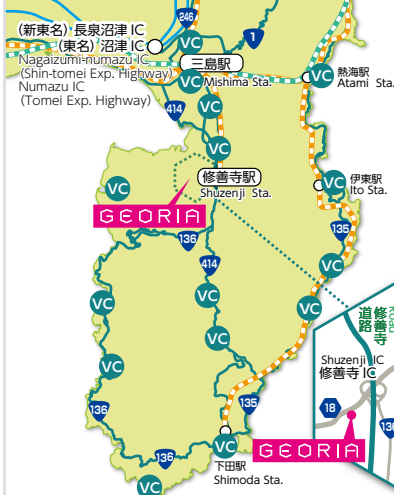 246
1
(新東名)長泉沼津 IC
(東名) 沼津 IC
Nagaizumi-numazu IC
(Shin-tomei Exp. Highway)
Numazu IC
(Tomei Exp. Highway)
VC
三島駅
Mishima Sta.
VC
VC
熱海駅
Atami Sta.
414
VC
VC
修善寺駅
Shuzenji Sta.
VC
VC
伊東駅
Ito Sta.
GEORIA
136
135
414
VC
VC
VC
VC
VC
VC
136
135
136
VC
下田駅
Shimoda Sta.
VC
修善寺
道路
Shuzenji IC
修善寺 IC
18
136
GEORIA